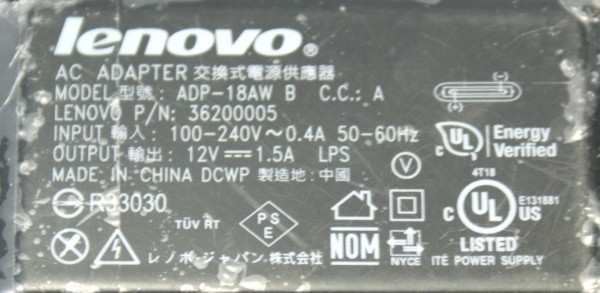 lenovo®
AC ADAPTER 交換式電源供應器
MODEL 型號: ADP-18AW B C.C.: A
LENOVO P/N: 36200005
INPUT 輸入: 100-240V~0.4A 50-60Hz
OUTPUT 輸出: 12V⎓1.5A LPS
MADE IN CHINA DCWP 製造地: 中國
(-) (+)
c UL Energy Verified
V
R33030
TÜV RT
PSE
NOM
NYCE
4T18
E131881
c UL US
LISTED
ITE POWER SUPPLY
レノボ・ジャパン株式会社